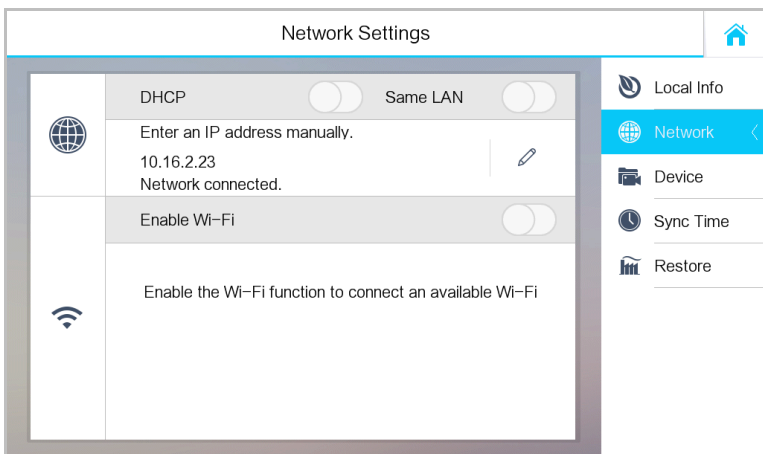 Network Settings
DHCP
Same LAN
Enter an IP address manually.
10.16.2.23
Network connected.
Enable Wi-Fi
Enable the Wi-Fi function to connect an available Wi-Fi
Local Info
Network
Device
Sync Time
Restore